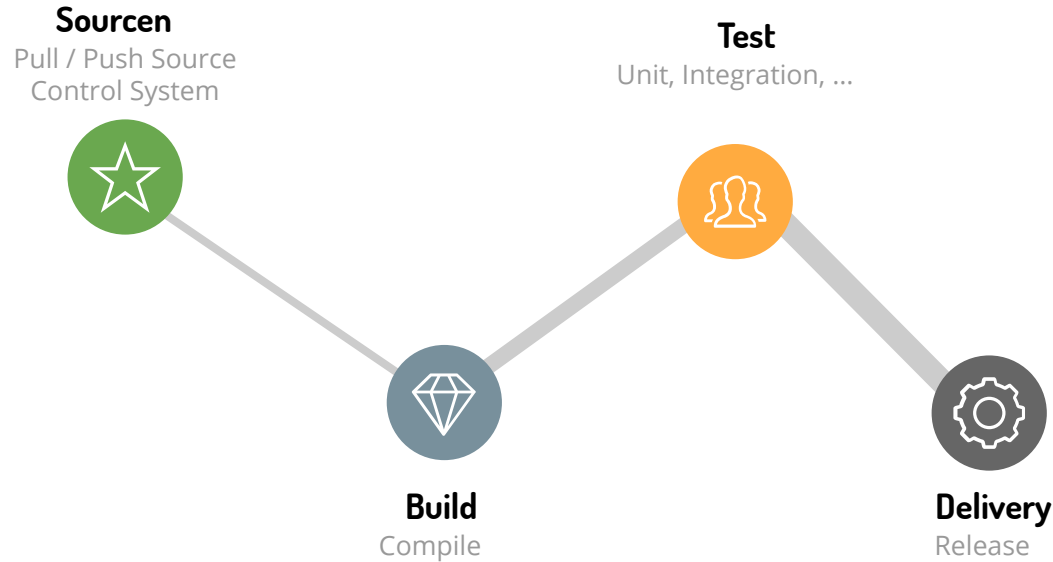 Sourcen
Pull / Push Source
Control System
Test
Unit, Integration, ...
Build
Compile
Delivery
Release